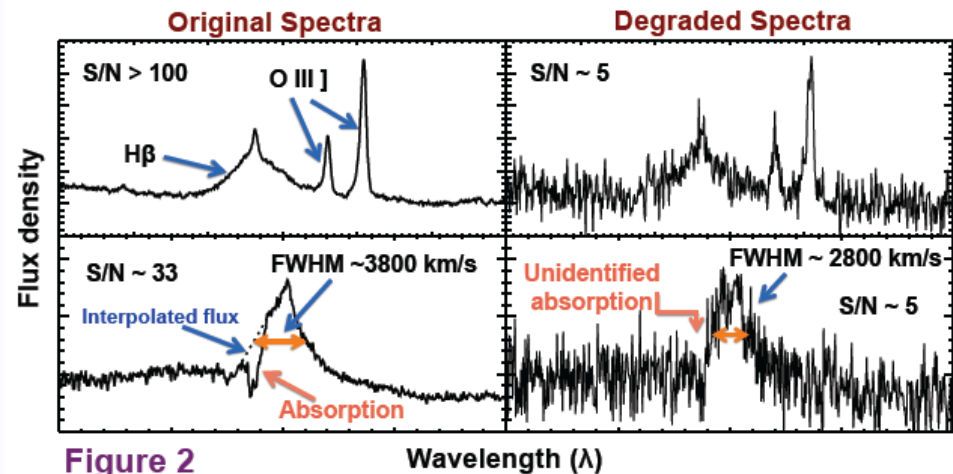 Original Spectra
Degraded Spectra
S/N > 100
O III ]
Hβ
S/N ~ 5
Flux density
S/N ~ 33
FWHM ~3800 km/s
Interpolated flux
Absorption
FWHM ~ 2800 km/s
Unidentified
absorption
S/N ~ 5
Figure 2
Wavelength (λ)